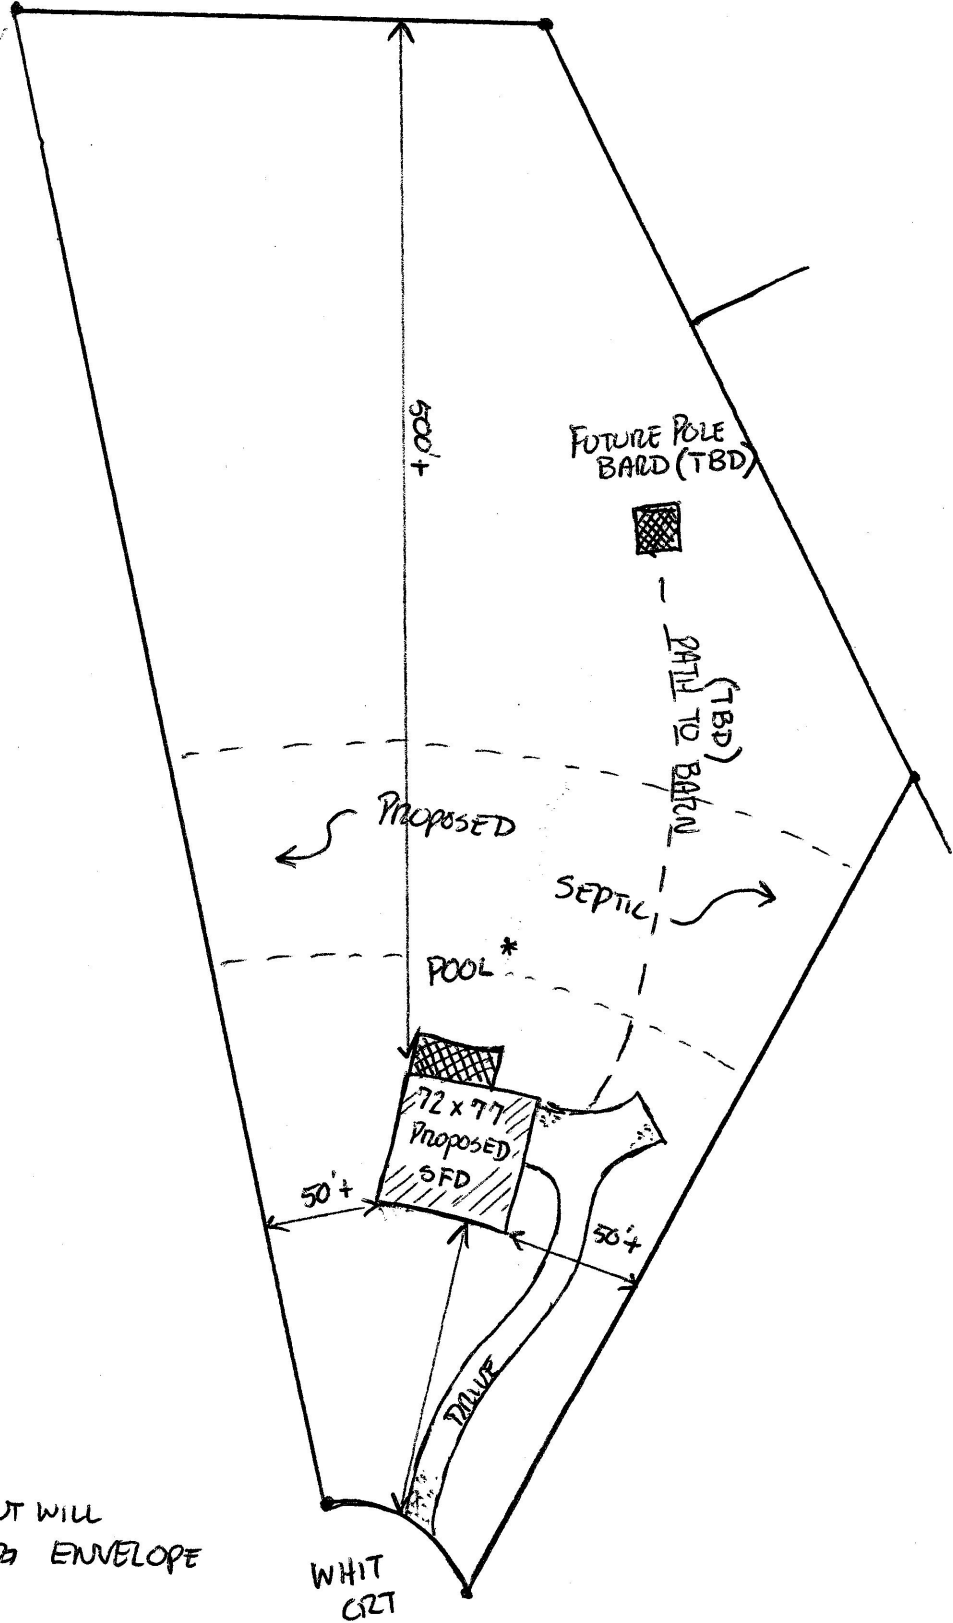 500'+
FUTURE POLE
BARD (TBD)
(TBD)
PATH TO BARN
PROPOSED
SEPTIC
POOL *
72 x 77
PROPOSED
SFD
50'+
50'+
DRIVE
WILL
ENVELOPE
WHIT
CRT